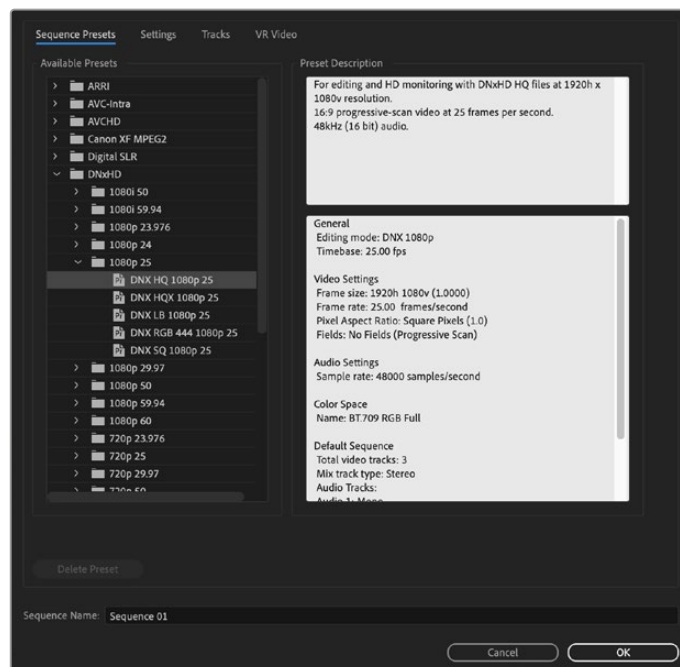 Sequence Presets Settings Tracks VR Video
Available Presets
ARRI
AVC-Intra
AVCHD
Canon XF MPEG2
Digital SLR
DNxHD
1080i 50
1080i 59.94
1080p 23.976
1080p 24
1080p 25
DNX HQ 1080p 25
DNX HQX 1080p 25
DNX LB 1080p 25
DNX RGB 444 1080p 25
DNX SQ 1080p 25
1080p 29.97
1080p 50
1080p 59.94
1080p 60
720p 23.976
720p 25
720p 29.97
720p 50
Preset Description
For editing and HD monitoring with DNxHD HQ files at 1920h x
1080v resolution.
16:9 progressive-scan video at 25 frames per second.
48kHz (16 bit) audio.
General
Editing mode: DNX 1080p
Timebase: 25.00 fps
Video Settings
Frame size: 1920h 1080v (1.0000)
Frame rate: 25.00 frames/second
Pixel Aspect Ratio: Square Pixels (1.0)
Fields: No Fields (Progressive Scan)
Audio Settings
Sample rate: 48000 samples/second
Color Space
Name: BT.709 RGB Full
Default Sequence
Total video tracks: 3
Mix track type: Stereo
Audio Tracks:
Audio 1: Mono
Delete Preset
Sequence Name: Sequence 01
Cancel OK